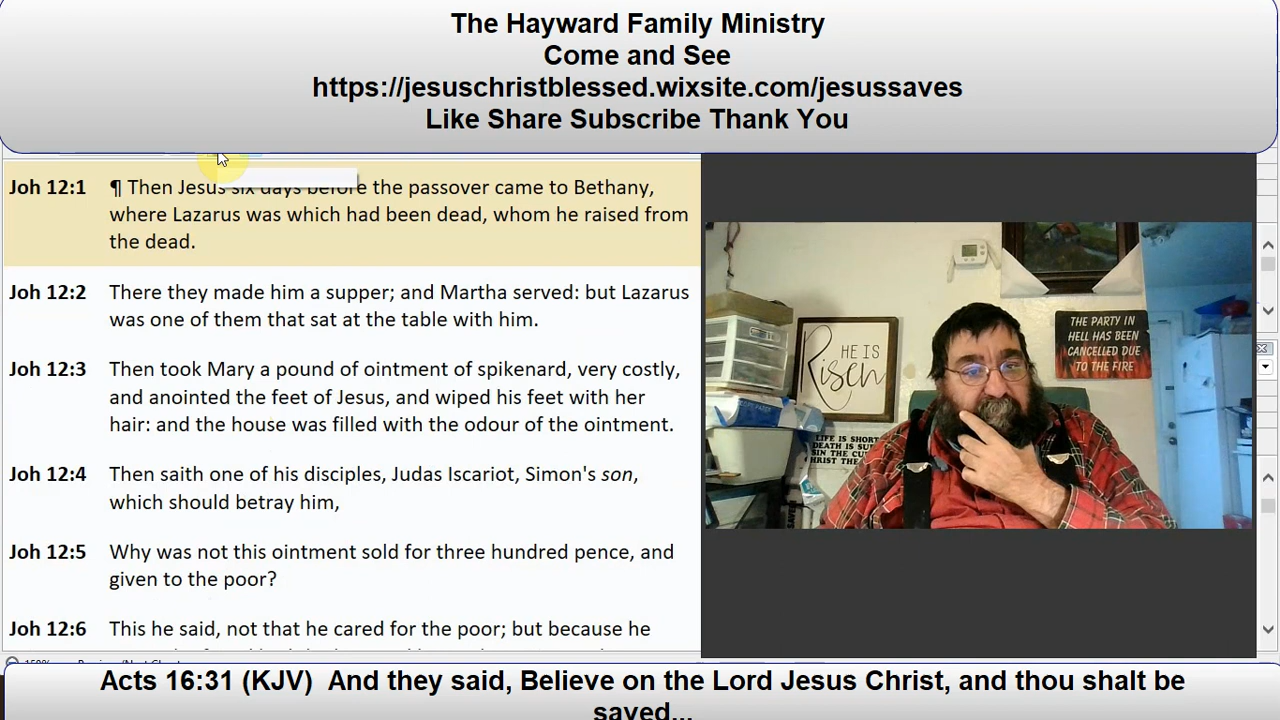 The Hayward Family Ministry
Come and See
https://jesuschristblessed.wixsite.com/jesussaves
Like Share Subscribe Thank You
Joh 12:1 ¶ Then Jesus six days before the passover came to Bethany,
where Lazarus was which had been dead, whom he raised from
the dead.
Joh 12:2 There they made him a supper; and Martha served: but Lazarus
was one of them that sat at the table with him.
Joh 12:3 Then took Mary a pound of ointment of spikenard, very costly,
and anointed the feet of Jesus, and wiped his feet with her
hair: and the house was filled with the odour of the ointment.
Joh 12:4 Then saith one of his disciples, Judas Iscariot, Simon's son,
which should betray him,
Joh 12:5 Why was not this ointment sold for three hundred pence, and
given to the poor?
Joh 12:6 This he said, not that he cared for the poor; but because he
HE IS
Risen
THE PARTY IN
HELL HAS BEEN
CANCELLED DUE
TO THE FIRE
LIFE IS SHORT
DEATH IS
SIN THE
Acts 16:31 (KJV) And they said, Believe on the Lord Jesus Christ, and thou shalt be
saved...